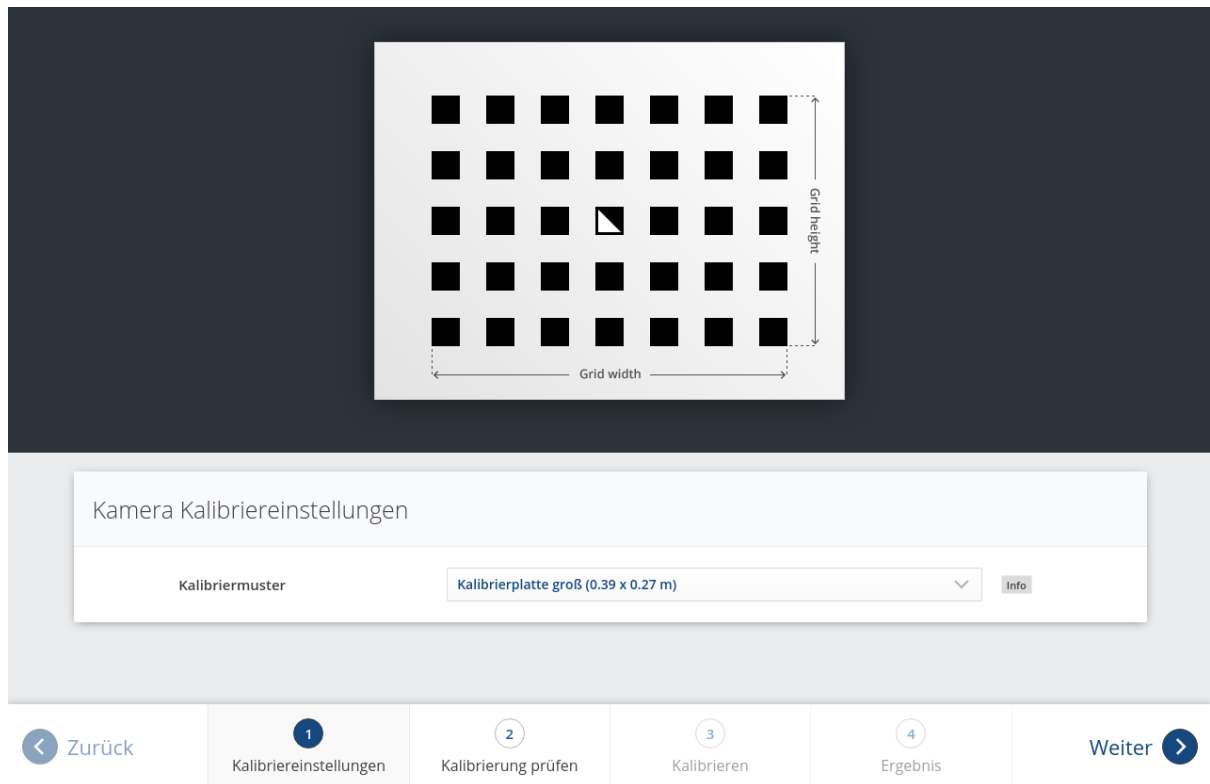 Grid height
Grid width
Kamera Kalibriereinstellungen
Kalibriermuster
Kalibrierplatte groß (0.39 x 0.27 m)
Info
Zurück
1
Kalibriereinstellungen
2
Kalibrierung prüfen
3
Kalibrieren
4
Ergebnis
Weiter